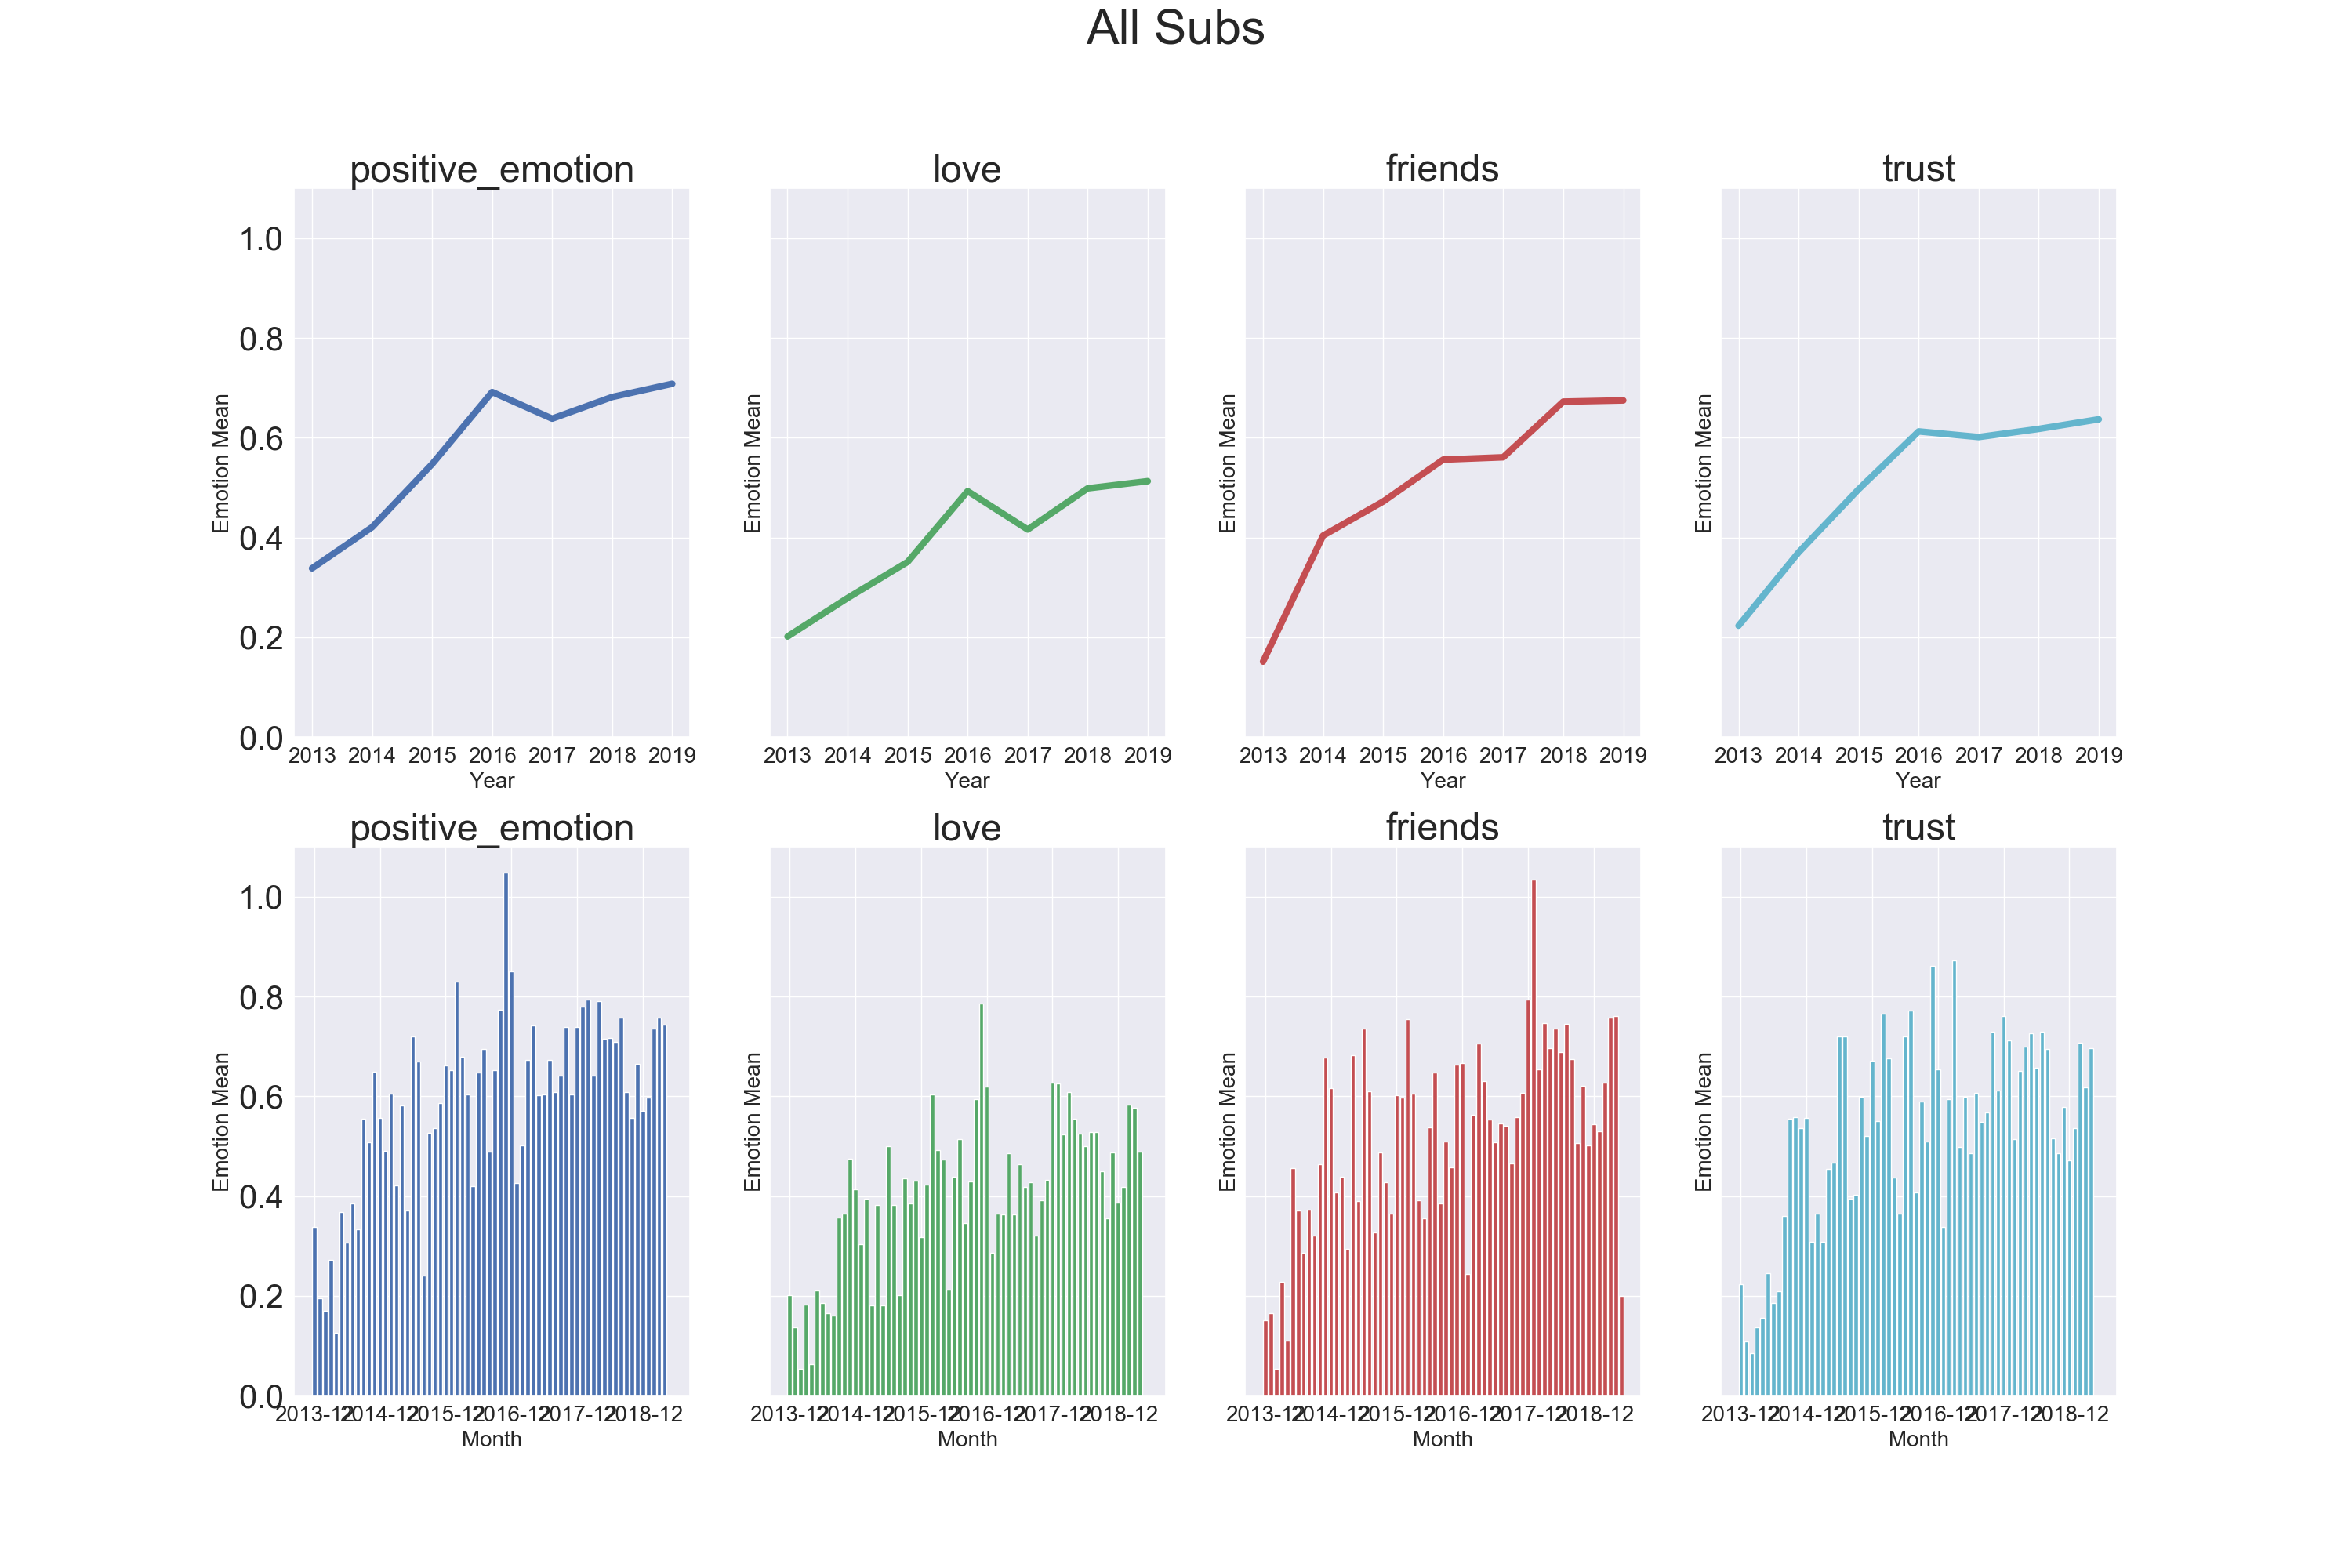 All Subs
positive_emotion love friends trust
1.0
0.8
0.6
0.4
0.2
0.0
Emotion Mean Emotion Mean Emotion Mean Emotion Mean
2013 2014 2015 2016 2017 2018 2019 2013 2014 2015 2016 2017 2018 2019 2013 2014 2015 2016 2017 2018 2019 2013 2014 2015 2016 2017 2018 2019
Year Year Year Year
positive_emotion love friends trust
1.0
0.8
0.6
0.4
0.2
0.0
Emotion Mean Emotion Mean Emotion Mean Emotion Mean
2013-12 2014-12 2015-12 2016-12 2017-12 2018-12 2013-12 2014-12 2015-12 2016-12 2017-12 2018-12 2013-12 2014-12 2015-12 2016-12 2017-12 2018-12 2013-12 2014-12 2015-12 2016-12 2017-12 2018-12
Month Month Month Month